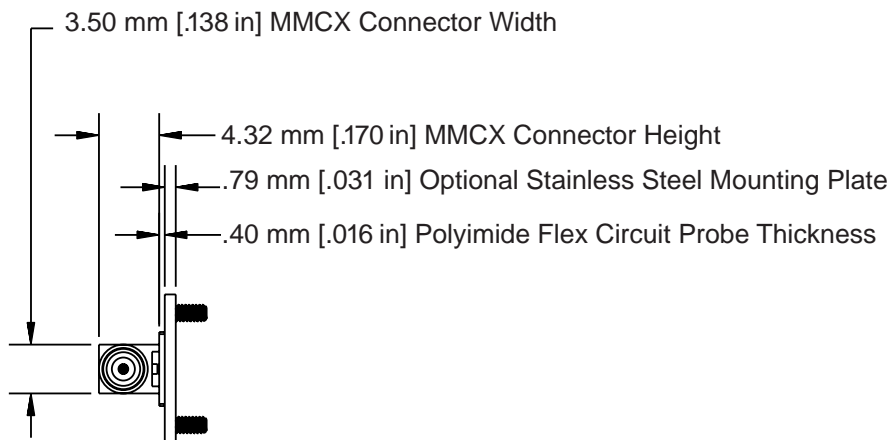 3.50 mm [.138 in] MMCX Connector Width
4.32 mm [.170 in] MMCX Connector Height
.79 mm [.031 in] Optional Stainless Steel Mounting Plate
.40 mm [.016 in] Polyimide Flex Circuit Probe Thickness